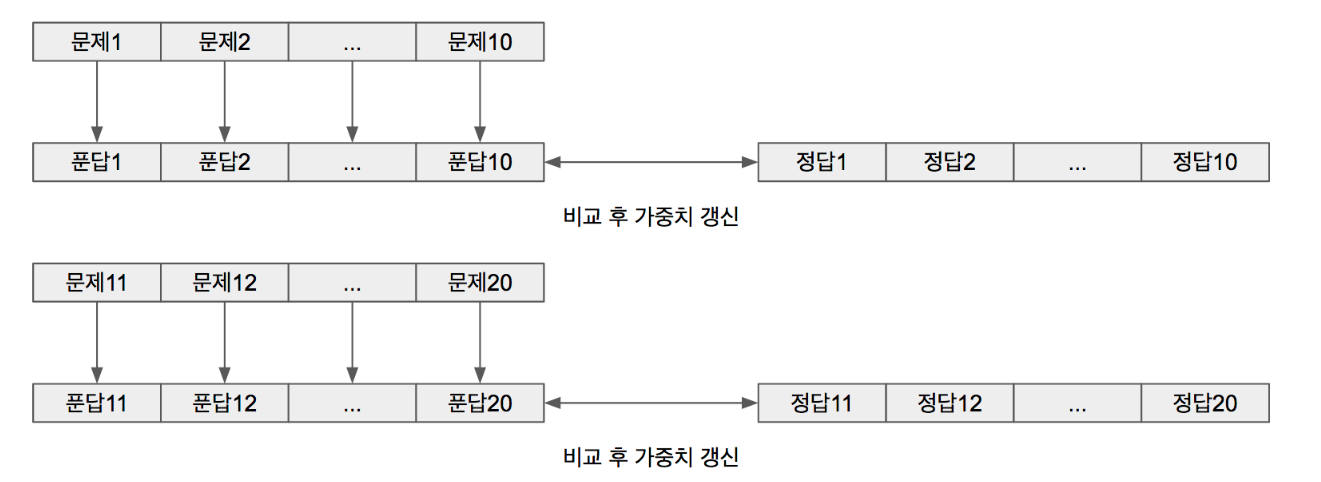 문제1 문제2 ... 문제10
푼답1 푼답2 ... 푼답10 정답1 정답2 ... 정답10
비교 후 가중치 갱신
문제11 문제12 ... 문제20
푼답11 푼답12 ... 푼답20 정답11 정답12 ... 정답20
비교 후 가중치 갱신